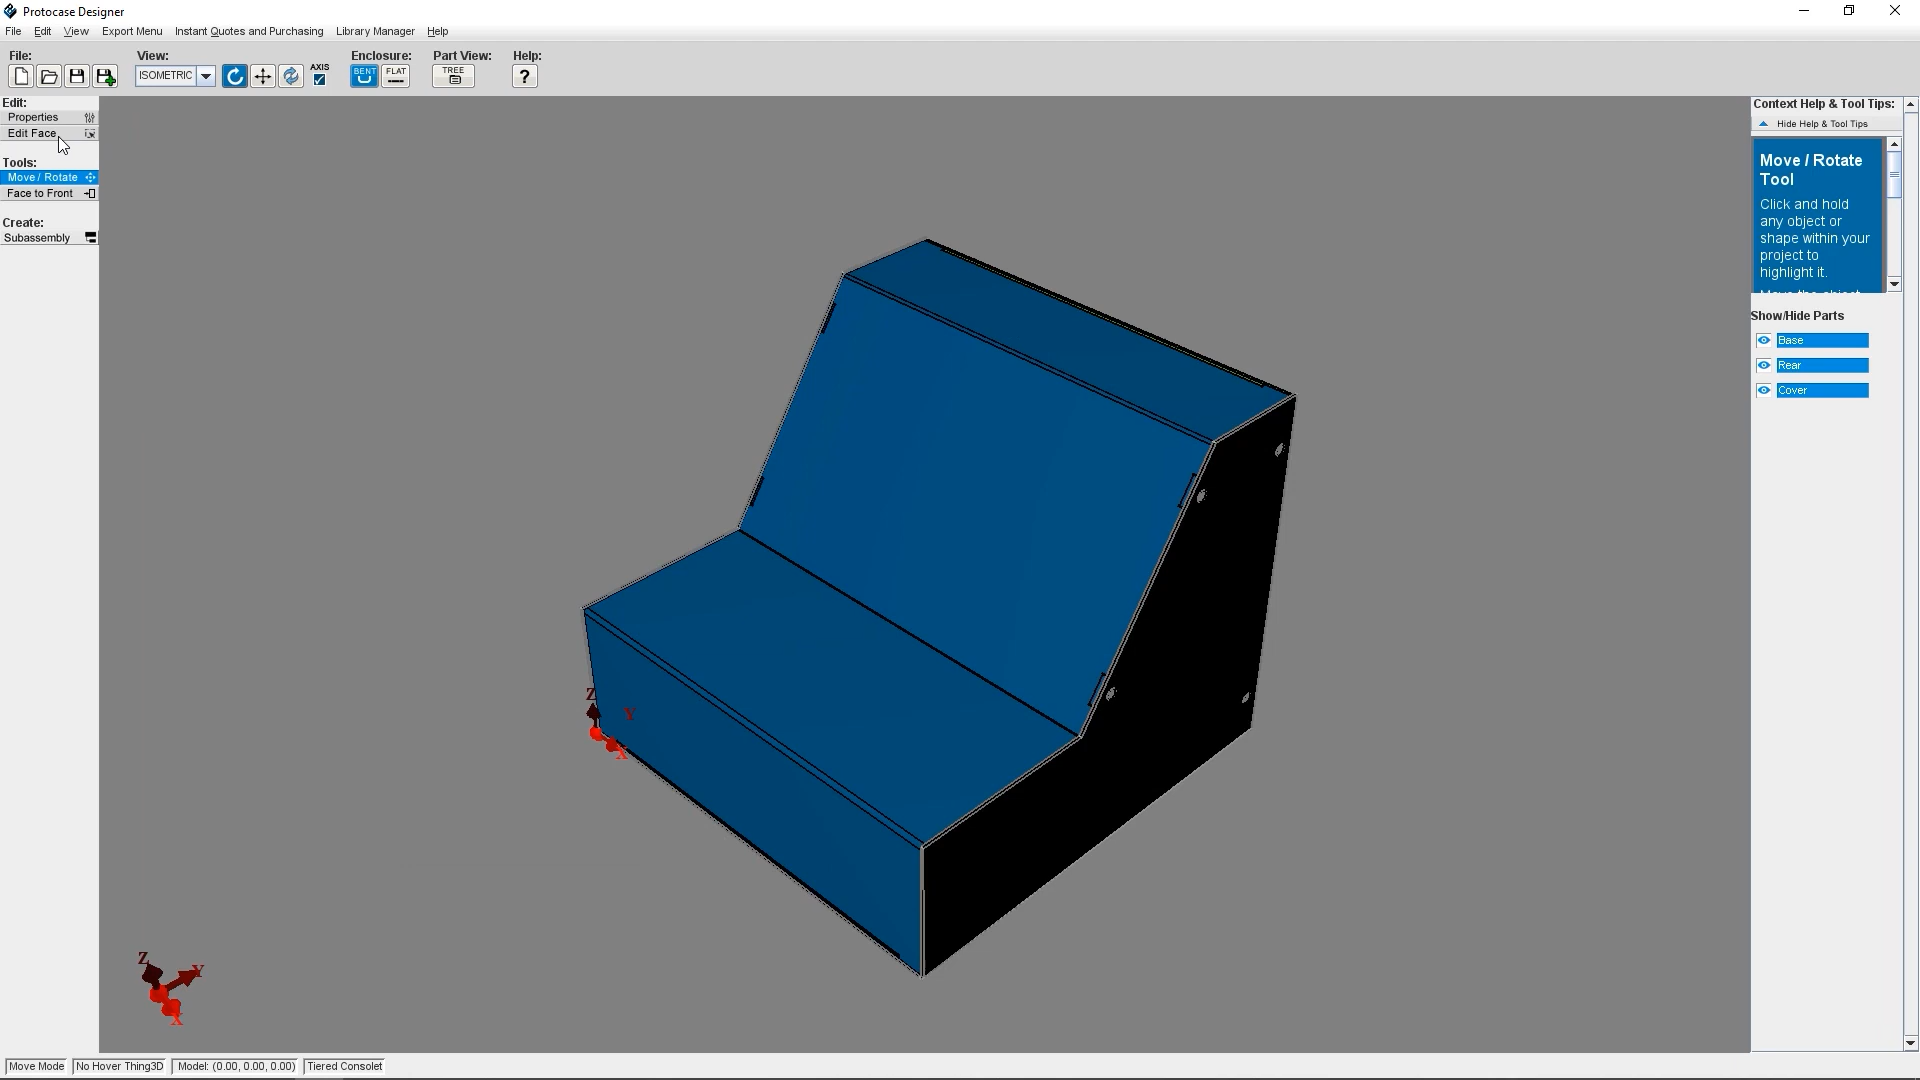 Protocase Designer
File Edit View Export Menu Instant Quotes and Purchasing Library Manager Help
File: View: Enclosure: Part View: Help:
ISOMETRIC AXIS BENT FLAT TREE ?
Edit:
Properties
Edit Face
Tools:
Move / Rotate
Face to Front
Create:
Subassembly
Context Help & Tool Tips:
Hide Help & Tool Tips
Move / Rotate
Tool
Click and hold
any object or
shape within your
project to
highlight it.
Move the object
Show/Hide Parts
Base
Rear
Cover
Z
Y
X
Z
Y
X
Move Mode No Hover Thing3D Model: (0.00, 0.00, 0.00) Tiered Consolet